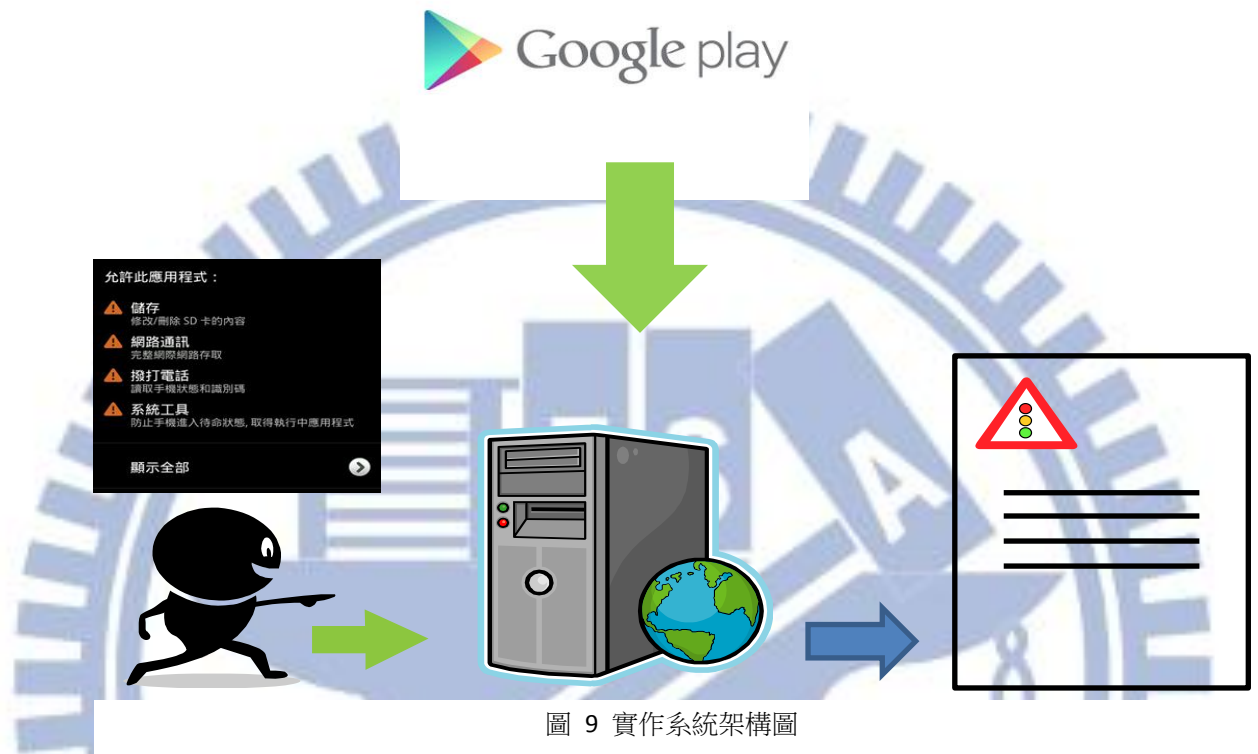 Google play
允許此應用程式：
儲存
修改/刪除 SD 卡的內容
網路通訊
完整網際網路存取
撥打電話
讀取手機狀態和識別碼
系統工具
防止手機進入待命狀態, 取得執行中應用程式
顯示全部
圖 9 實作系統架構圖